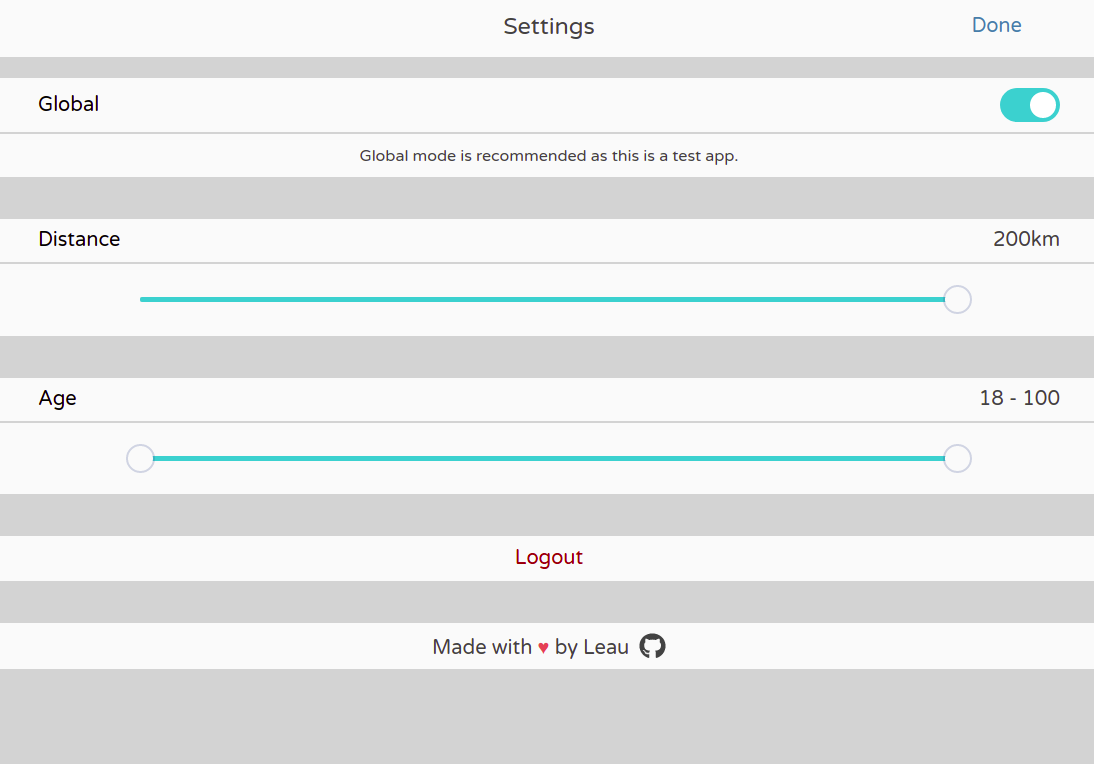 Settings
Done
Global
Global mode is recommended as this is a test app.
Distance
200km
Age
18 - 100
Logout
Made with ♥ by Leau